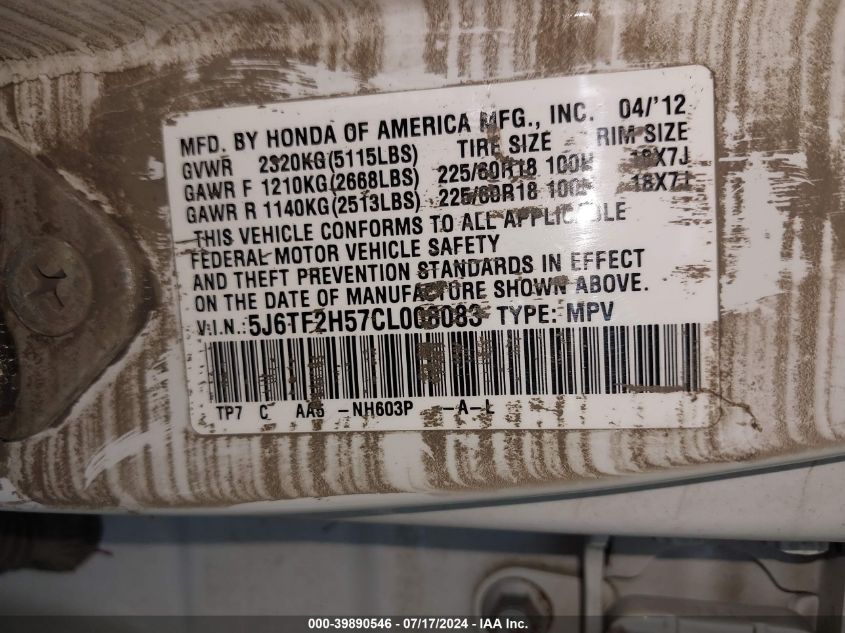 MFD. BY HONDA OF AMERICA MFG., INC. 04/'12
GVWR 2320KG(5115LBS) TIRE SIZE RIM SIZE
GAWR F 1210KG(2668LBS) 225/60R18 100H 18X7J
GAWR R 1140KG(2513LBS) 225/60R18 18X7J
THIS VEHICLE CONFORMS TO ALL APPLICABLE
FEDERAL MOTOR VEHICLE SAFETY
AND THEFT PREVENTION STANDARDS IN EFFECT
ON THE DATE OF MANUFACTURE SHOWN ABOVE.
V.I.N.: TYPE: MPV
TP7 C -NH603P -A-L
000-39890546 / 07/17/2024 - IAA Inc.